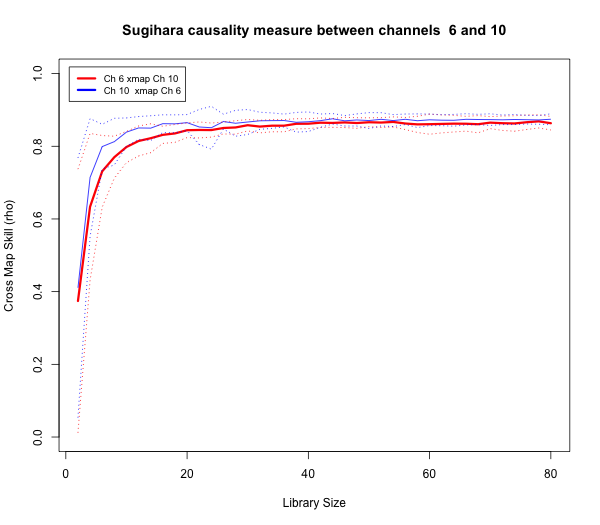 Sugihara causality measure between channels  6 and 10
Ch 6 xmap Ch 10
Ch 10  xmap Ch 6
Cross Map Skill (rho)
1.0
0.8
0.6
0.4
0.2
0.0
0 20 40 60 80
Library Size